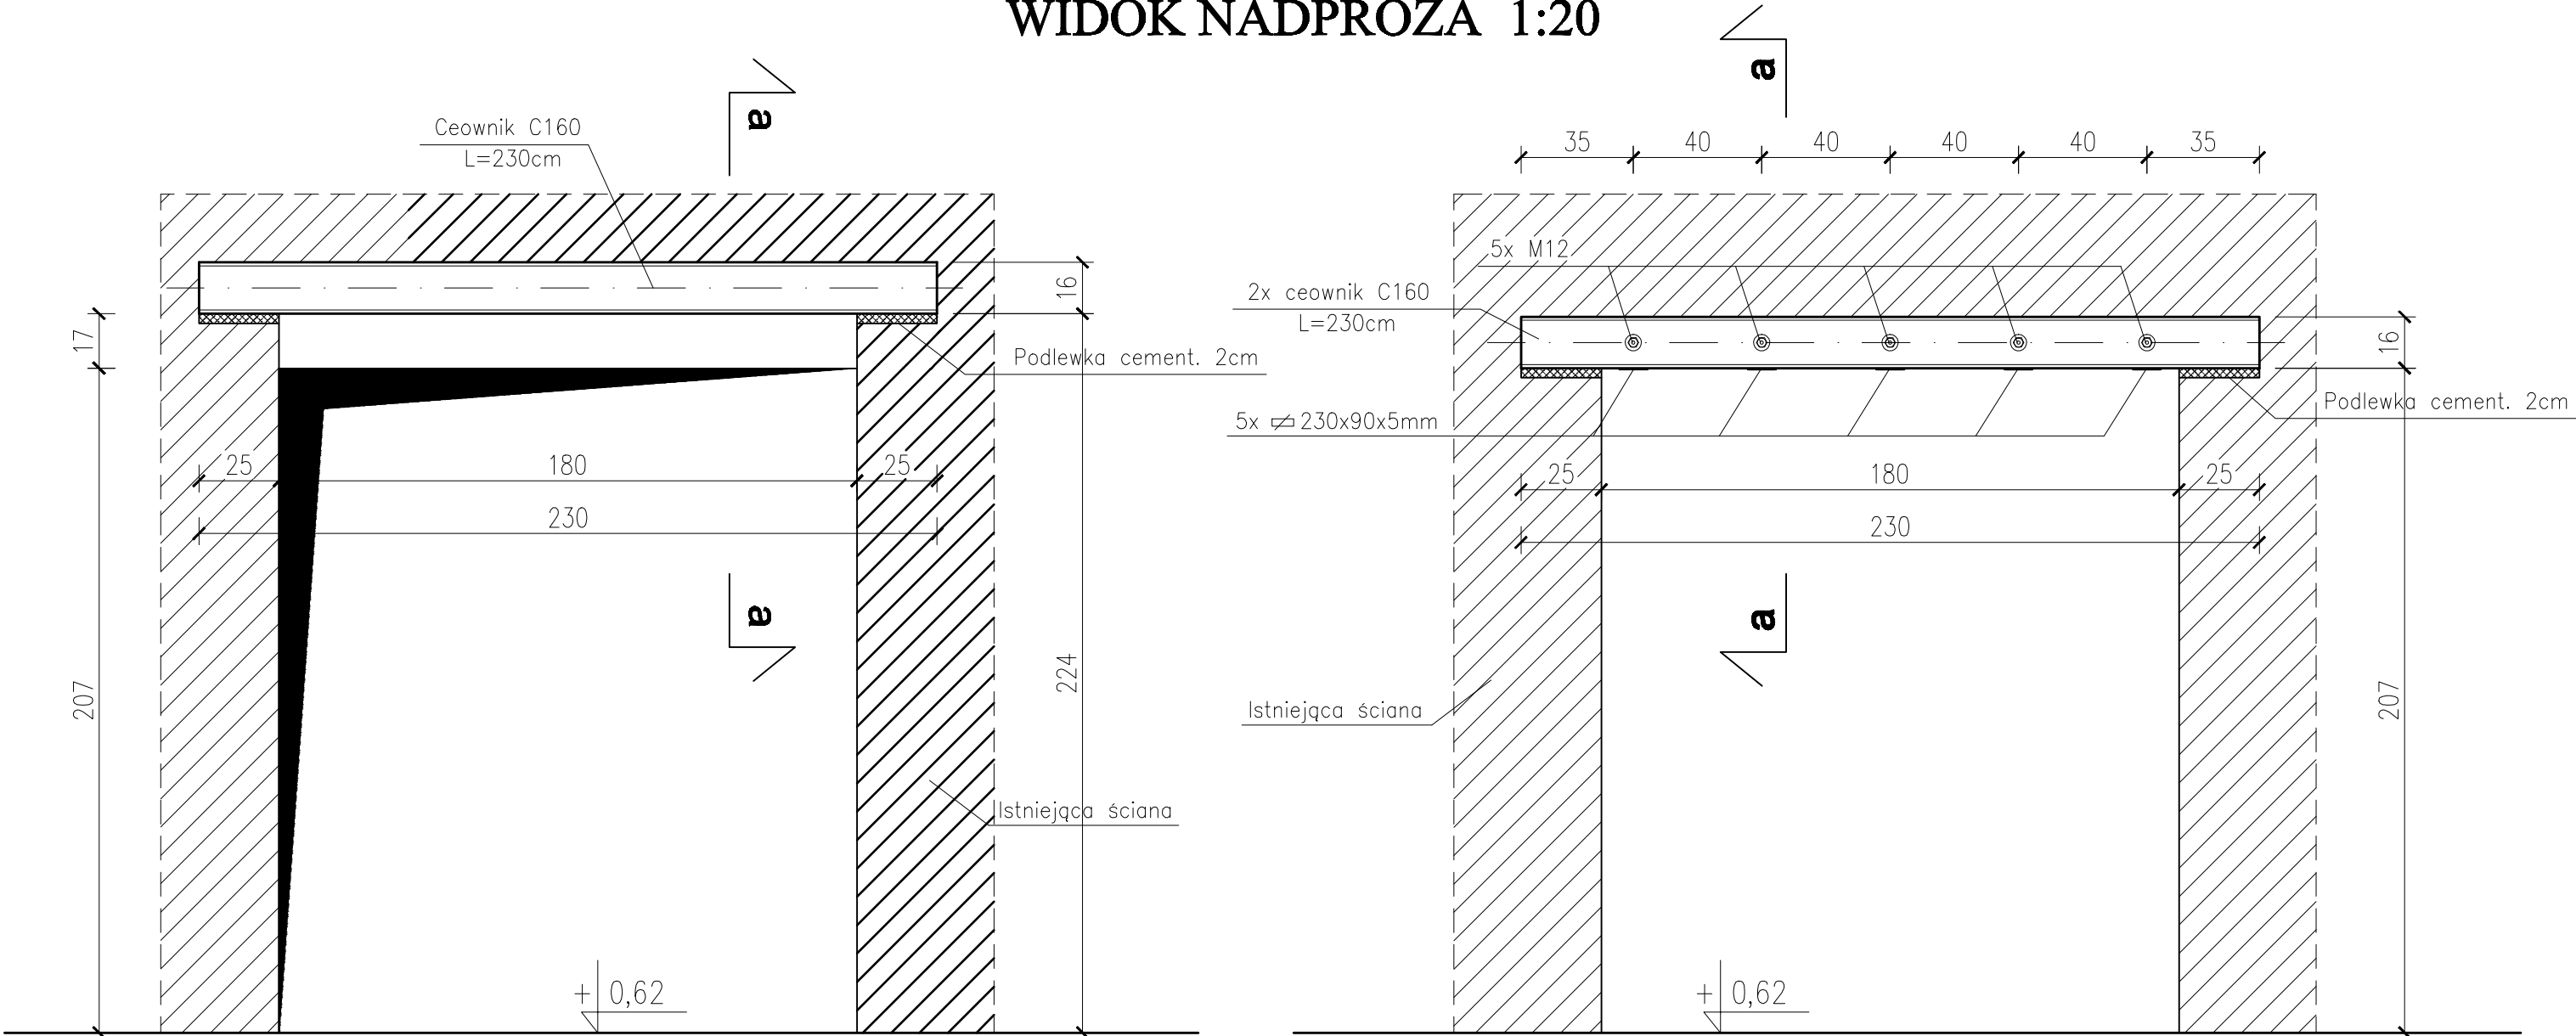 WIDOK NADPROŻA 1:20
a
Ceownik C160
L=230cm
16
17
Podlewka cement. 2cm
25
180
25
230
a
207
224
Istniejąca ściana
+ 0,62
a
35
40
40
40
40
35
5x M12
2x ceownik C160
L=230cm
16
Podlewka cement. 2cm
5x 230x90x5mm
25
180
25
230
a
Istniejąca ściana
207
+ 0,62